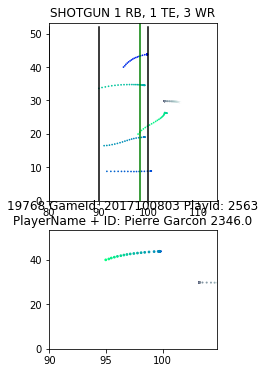 SHOTGUN 1 RB, 1 TE, 3 WR
50
40
30
20
10
0
80 90 100 110
19768 GameId: 2017100803 PlayId: 2563
PlayerName + ID: Pierre Garcon 2346.0
40
20
0
90 95 100